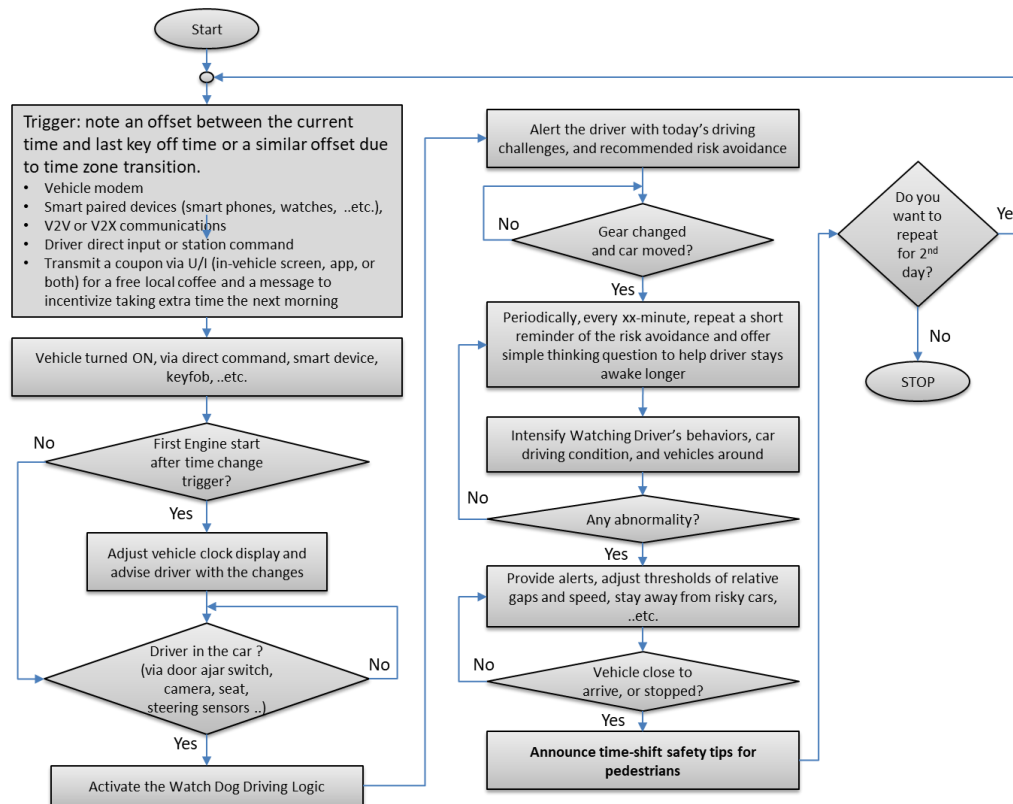 Start
Trigger: note an offset between the current
time and last key off time or a similar offset due
to time zone transition.
• Vehicle modem
• Smart paired devices (smart phones, watches, ..etc.),
• V2V or V2X communications
• Driver direct input or station command
• Transmit a coupon via U/I (in-vehicle screen, app, or
both) for a free local coffee and a message to
incentivize taking extra time the next morning
Vehicle turned ON, via direct command, smart device,
keyfob, ..etc.
No
First Engine start
after time change
trigger?
Yes
Adjust vehicle clock display and
advise driver with the changes
Driver in the car ?
(via door ajar switch,
camera, seat,
steering sensors ..)
No
Yes
Activate the Watch Dog Driving Logic
Alert the driver with today's driving
challenges, and recommended risk avoidance
No
Gear changed
and car moved?
Yes
Periodically, every xx-minute, repeat a short
reminder of the risk avoidance and offer
simple thinking question to help driver stays
awake longer
Intensify Watching Driver's behaviors, car
driving condition, and vehicles around
No
Any abnormality?
Yes
Provide alerts, adjust thresholds of relative
gaps and speed, stay away from risky cars,
..etc.
No
Vehicle close to
arrive, or stopped?
Yes
Announce time-shift safety tips for
pedestrians
Do you
want to
repeat
for 2nd
day?
Ye
No
STOP